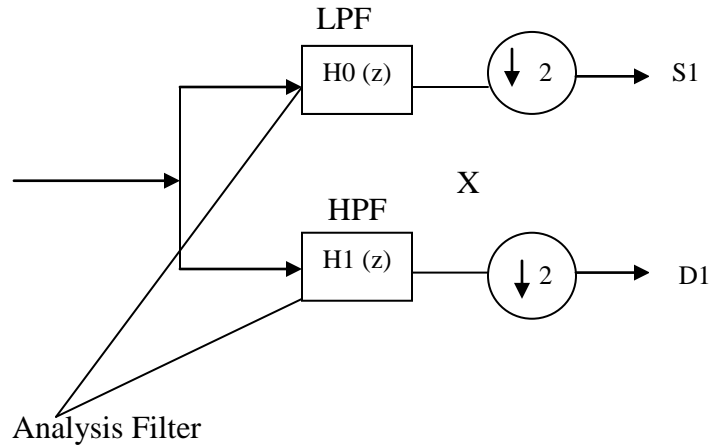 LPF
H0 (z)
↓ 2
S1
X
HPF
H1 (z)
↓ 2
D1
Analysis Filter